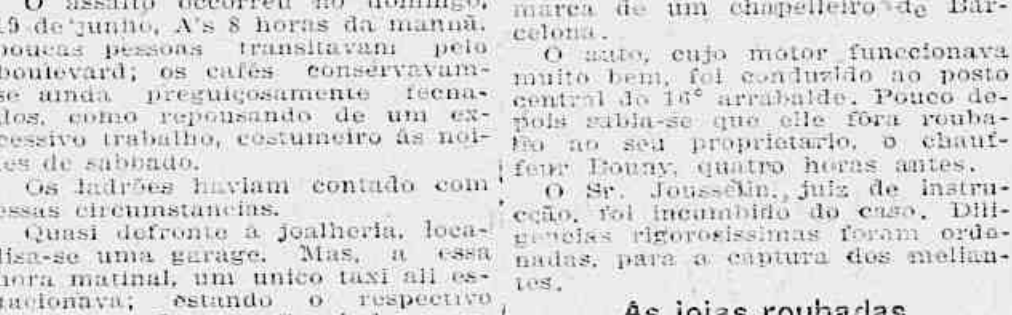 O assalto occorreu no domingo,
15 de junho. A's 8 horas da manhã.
poucas pessoas transitavam pelo
boulevard; os cafés conservavam-
se ainda preguiçosamente fecha-
dos, como repousando de um ex-
cessivo trabalho, costumeiro ás noi-
tes de sabbado.
Os ladrões haviam contado com
essas circumstancias.
Quasi defronte a joalheria, loca-
lisa-se uma garage. Mas, a essa
hora matinal, um unico taxi ali es-
tacionava; estando o respectivo
marca de um chapelleiro de Bar-
celona.
O auto, cujo motor funccionava
muito bem, foi conduzido ao posto
central do 16° arrabalde. Pouco de-
pois sabia-se que elle fôra rouba-
do ao seu proprietario, o chauf-
feur Bouny, quatro horas antes.
O Sr. Jousselin, juiz de instru-
cção, foi incumbido do caso. Dili-
gencias rigorosissimas foram orde-
nadas, para a captura dos melian-
tes.
As joias roubadas